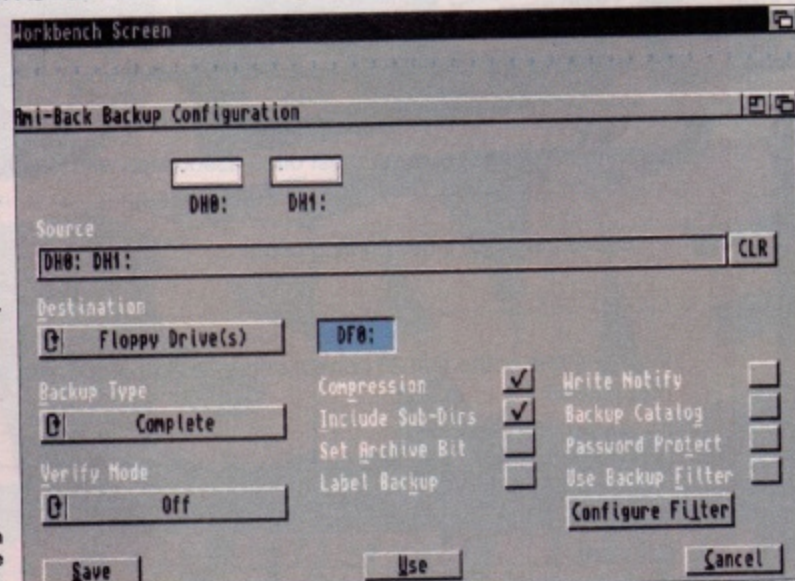 Workbench Screen
Ami-Back Backup Configuration
DH0: DH1:
Source
DH0: DH1:
CLR
Destination
Floppy Drive(s)
DF0:
Backup Type
Complete
Verify Mode
Off
Compression
Include Sub-Dirs
Set Archive Bit
Label Backup
Write Notify
Backup Catalog
Password Protect
Use Backup Filter
Configure Filter
Save
Use
Cancel